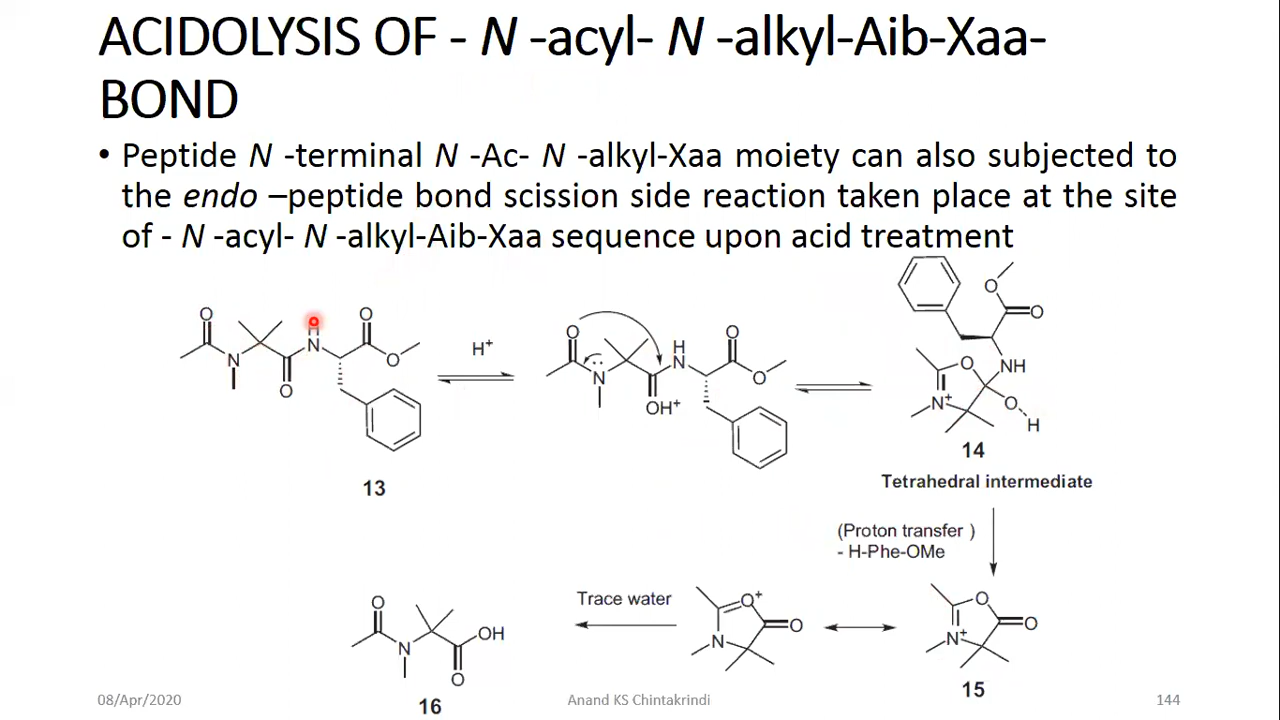 ACIDOLYSIS OF - N -acyl- N -alkyl-Aib-Xaa-
BOND
• Peptide N -terminal N -Ac- N -alkyl-Xaa moiety can also subjected to
the endo –peptide bond scission side reaction taken place at the site
of - N -acyl- N -alkyl-Aib-Xaa sequence upon acid treatment
O
N
O
H
N
O
O
13
H+
O
N
OH+
H
N
O
O
O
O
NH
O
N+
O
H
14
Tetrahedral intermediate
(Proton transfer )
- H-Phe-OMe
O
N+
O
15
O+
N
O
Trace water
O
N
OH
O
16
08/Apr/2020
Anand KS Chintakrindi
144